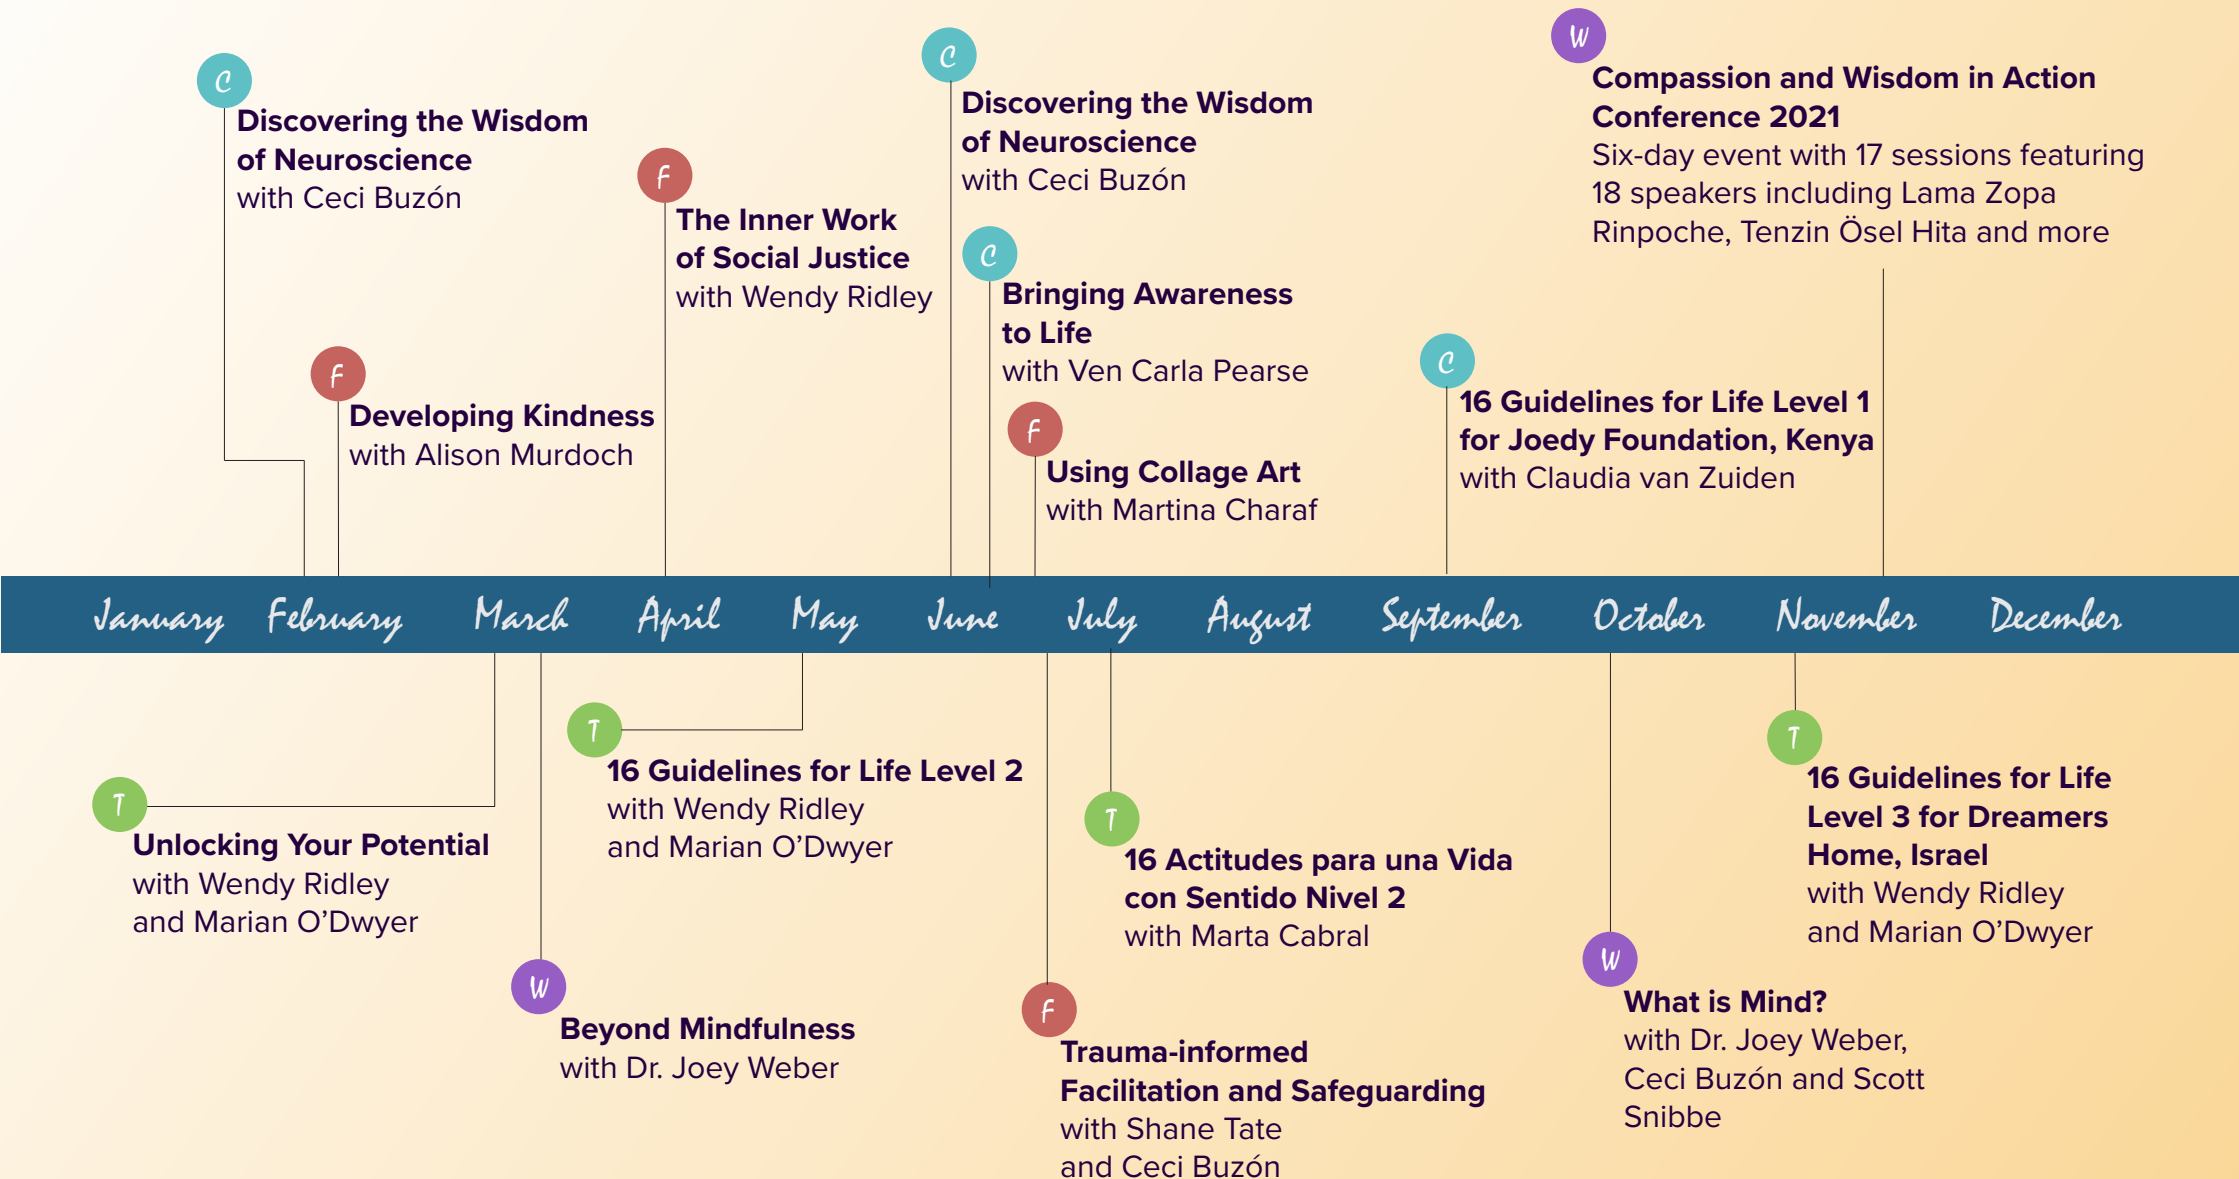 C
Discovering the Wisdom
of Neuroscience
with Ceci Buzón
F
Developing Kindness
with Alison Murdoch
F
The Inner Work
of Social Justice
with Wendy Ridley
C
Discovering the Wisdom
of Neuroscience
with Ceci Buzón
C
Bringing Awareness
to Life
with Ven Carla Pearse
F
Using Collage Art
with Martina Charaf
C
16 Guidelines for Life Level 1
for Joedy Foundation, Kenya
with Claudia van Zuiden
W
Compassion and Wisdom in Action
Conference 2021
Six-day event with 17 sessions featuring
18 speakers including Lama Zopa
Rinpoche, Tenzin Ösel Hita and more
January February March April May June July August September October November December
T
Unlocking Your Potential
with Wendy Ridley
and Marian O’Dwyer
W
Beyond Mindfulness
with Dr. Joey Weber
T
16 Guidelines for Life Level 2
with Wendy Ridley
and Marian O’Dwyer
F
Trauma-informed
Facilitation and Safeguarding
with Shane Tate
and Ceci Buzón
T
16 Actitudes para una Vida
con Sentido Nivel 2
with Marta Cabral
W
What is Mind?
with Dr. Joey Weber,
Ceci Buzón and Scott
Snibbe
T
16 Guidelines for Life
Level 3 for Dreamers
Home, Israel
with Wendy Ridley
and Marian O’Dwyer